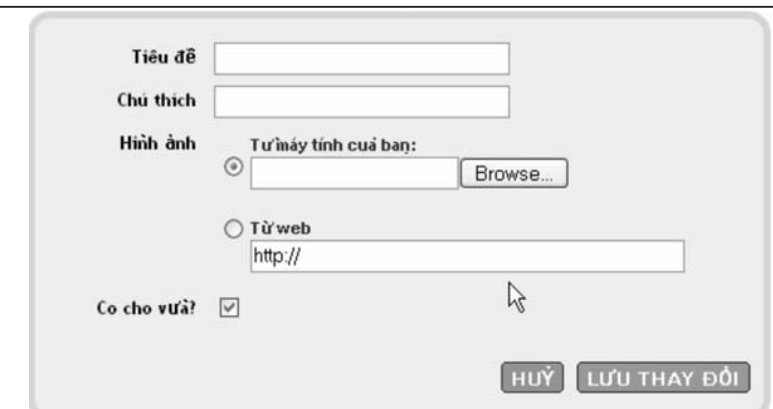 Tiêu đề
Chú thích
Hình ảnh
Từ máy tính của bạn:
Browse...
Từ web
http://
Co cho vừa?
HUỶ LƯU THAY ĐỔI